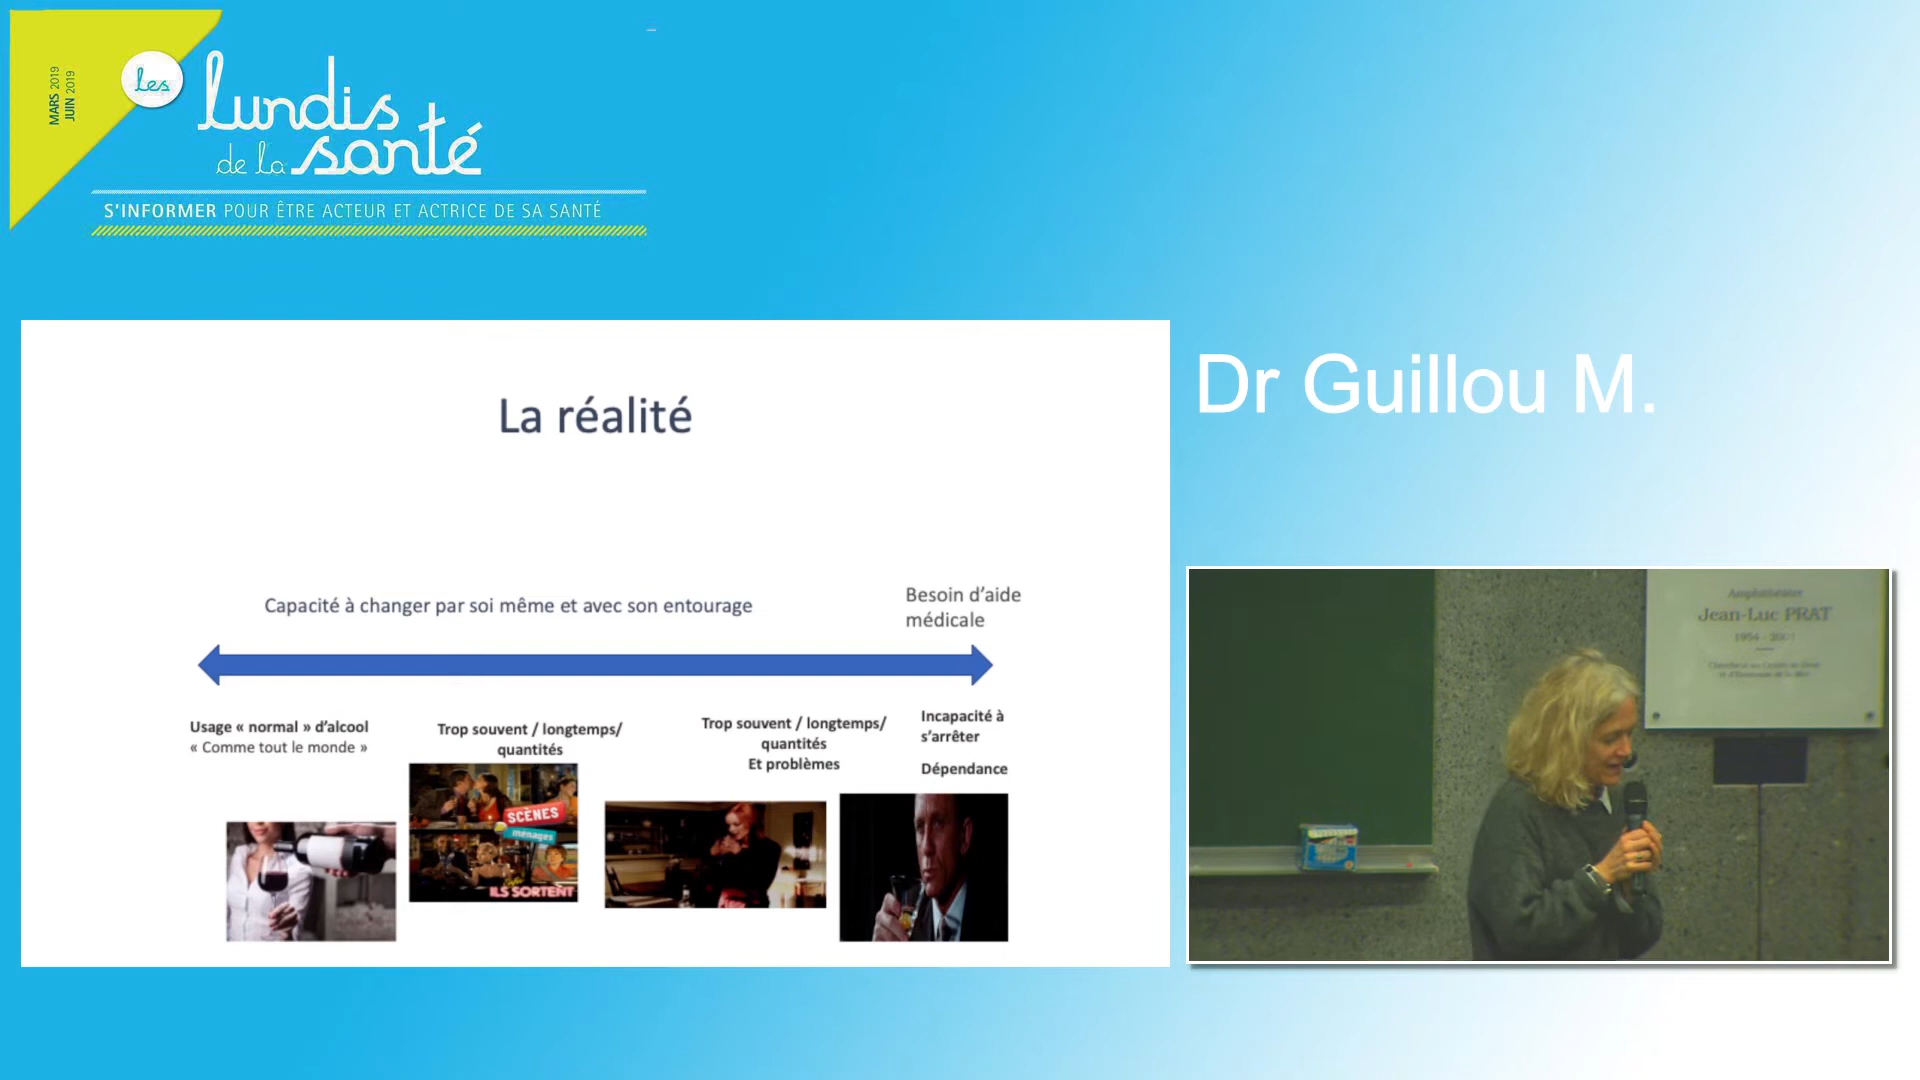 MARS 2019
JUIN 2019
les
lundis
de la santé
S'INFORMER POUR ÊTRE ACTEUR ET ACTRICE DE SA SANTÉ
Dr Guillou M.
La réalité
Capacité à changer par soi même et avec son entourage
Besoin d'aide
médicale
Usage « normal » d'alcool
« Comme tout le monde »
Trop souvent / longtemps/
quantités
Trop souvent / longtemps/
quantités
Et problèmes
Incapacité à
s'arrêter
Dépendance
SCÈNES
ménages
ILS SORTENT
Amphithéâtre
Jean-Luc PRAT